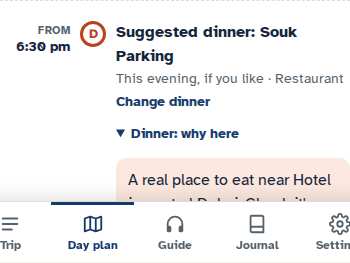 FROM
6:30 pm
D
Suggested dinner: Souk
Parking
This evening, if you like · Restaurant
Change dinner
▼ Dinner: why here
A real place to eat near Hotel
Trip
Day plan
Guide
Journal
Settin